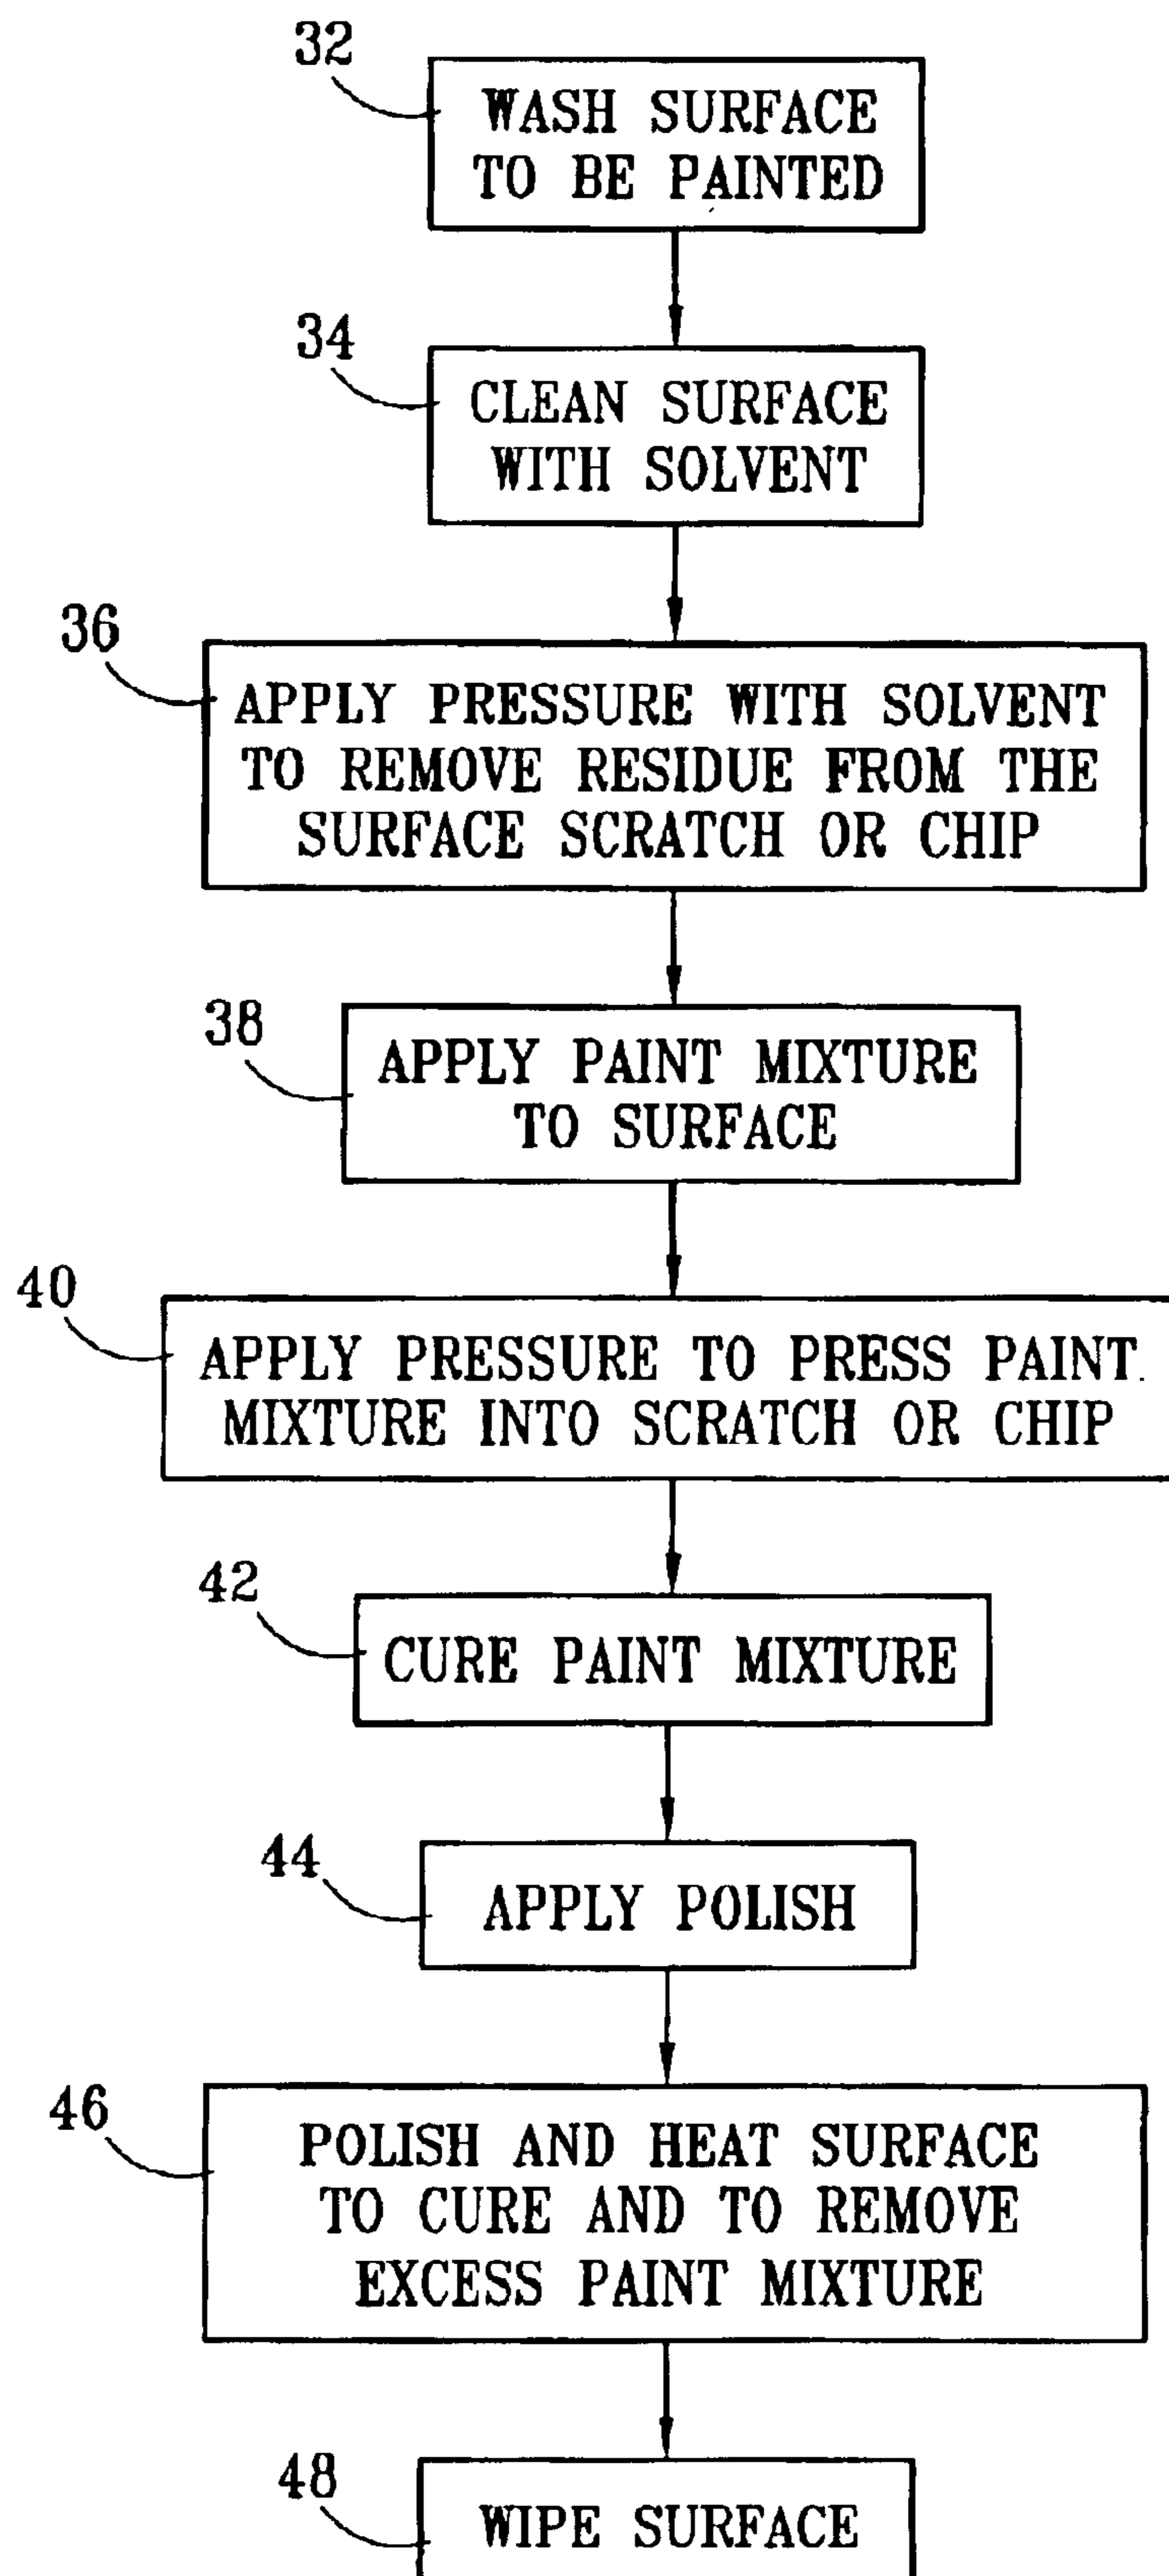 32
WASH SURFACE
TO BE PAINTED
34
CLEAN SURFACE
WITH SOLVENT
36
APPLY PRESSURE WITH SOLVENT
TO REMOVE RESIDUE FROM THE
SURFACE SCRATCH OR CHIP
38
APPLY PAINT MIXTURE
TO SURFACE
40
APPLY PRESSURE TO PRESS PAINT
MIXTURE INTO SCRATCH OR CHIP
42
CURE PAINT MIXTURE
44
APPLY POLISH
46
POLISH AND HEAT SURFACE
TO CURE AND TO REMOVE
EXCESS PAINT MIXTURE
48
WIPE SURFACE